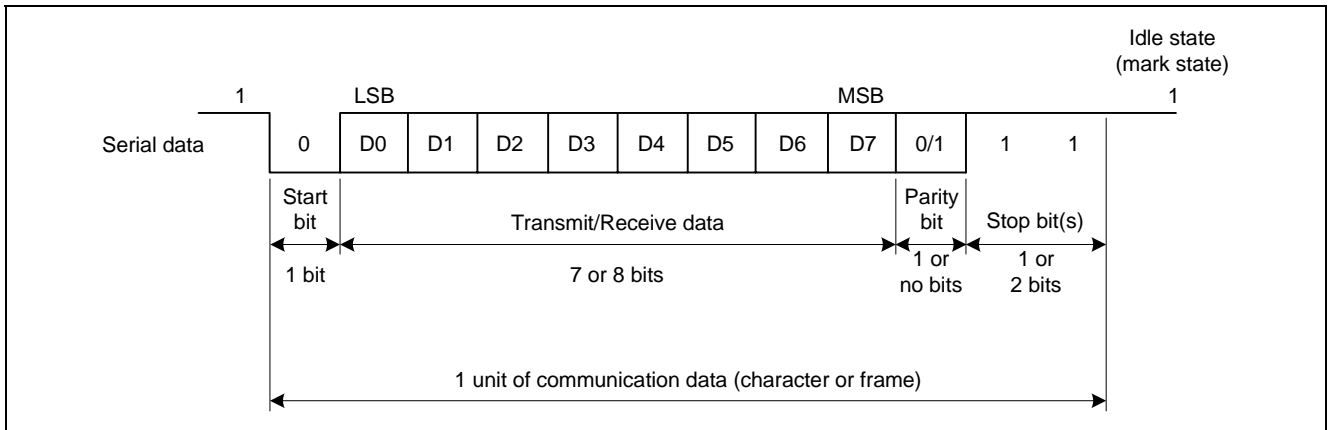 Idle state
(mark state)
1 LSB MSB 1
Serial data 0 D0 D1 D2 D3 D4 D5 D6 D7 0/1 1 1
Start bit
Transmit/Receive data
Parity bit
Stop bit(s)
1 bit
7 or 8 bits
1 or no bits
1 or 2 bits
1 unit of communication data (character or frame)